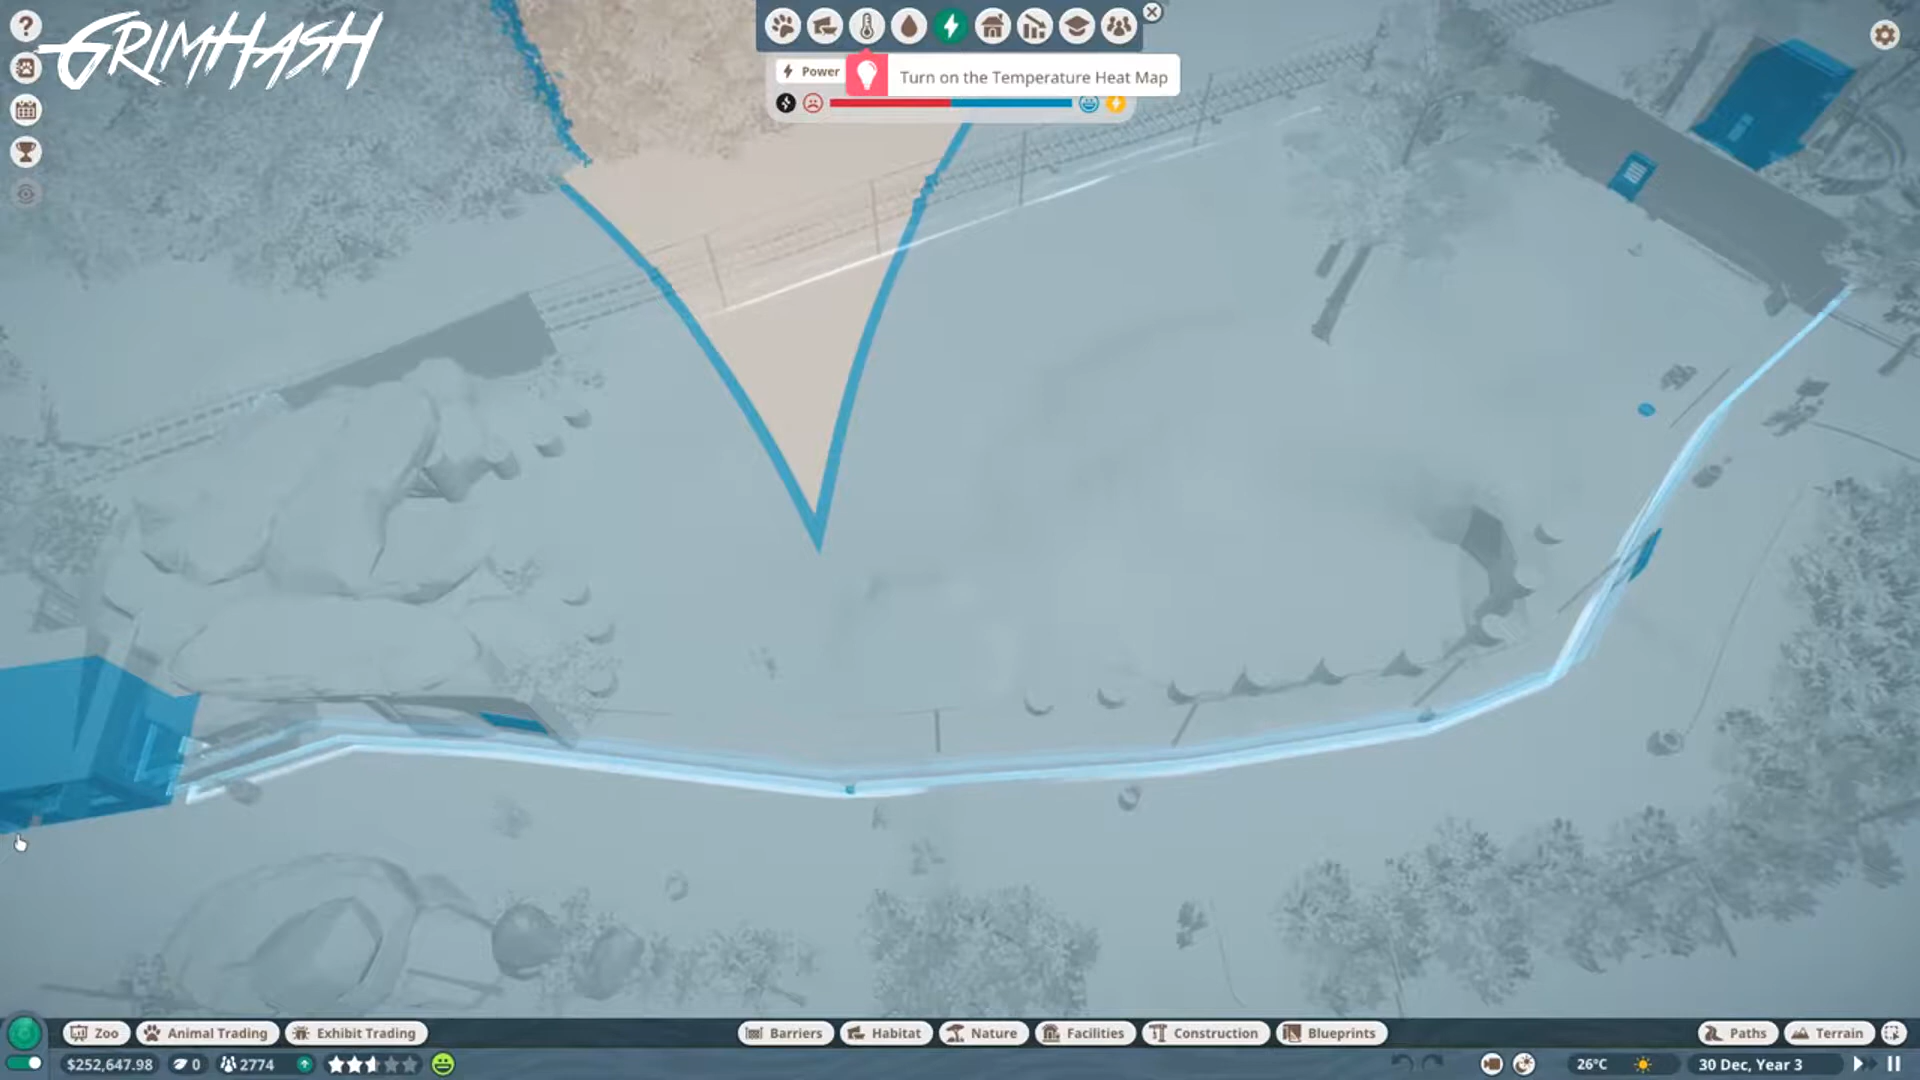 GRIMHASH
Power
Turn on the Temperature Heat Map
Zoo
Animal Trading
Exhibit Trading
Barriers
Habitat
Nature
Facilities
Construction
Blueprints
Paths
Terrain
$252,647.98
0
2774
26°C
30 Dec, Year 3